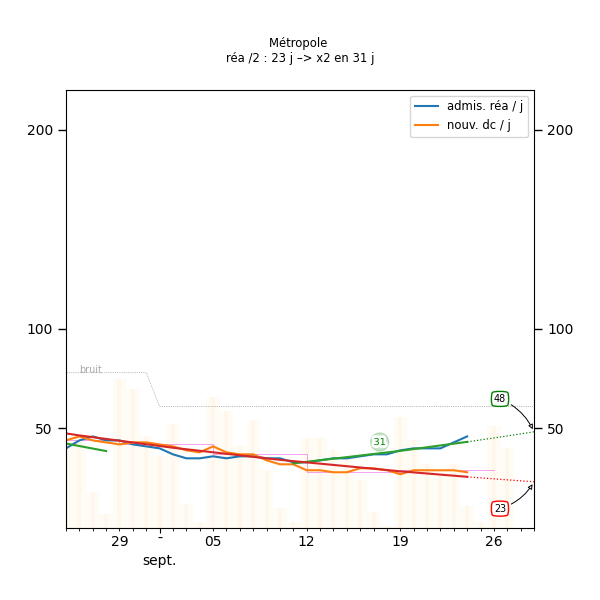 Métropole
réa /2 : 23 j –> x2 en 31 j
admis. réa / j
nouv. dc / j
200
200
100
100
bruit
48
50
50
31
23
29
-
05
12
19
26
sept.